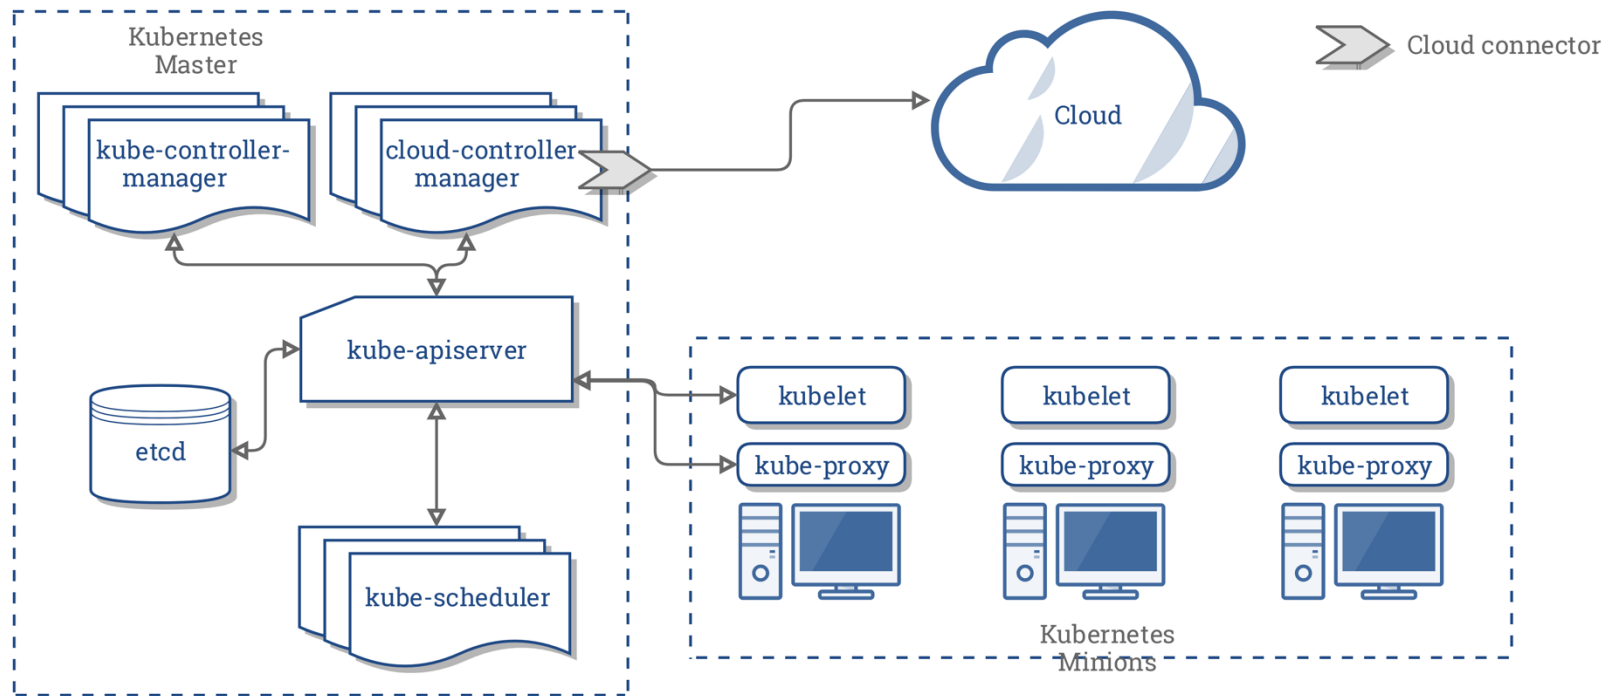 Kubernetes
Master
Cloud connector
kube-controller-
manager
cloud-controller
manager
Cloud
kube-apiserver
etcd
kube-scheduler
kubelet
kubelet
kubelet
kube-proxy
kube-proxy
kube-proxy
Kubernetes
Minions